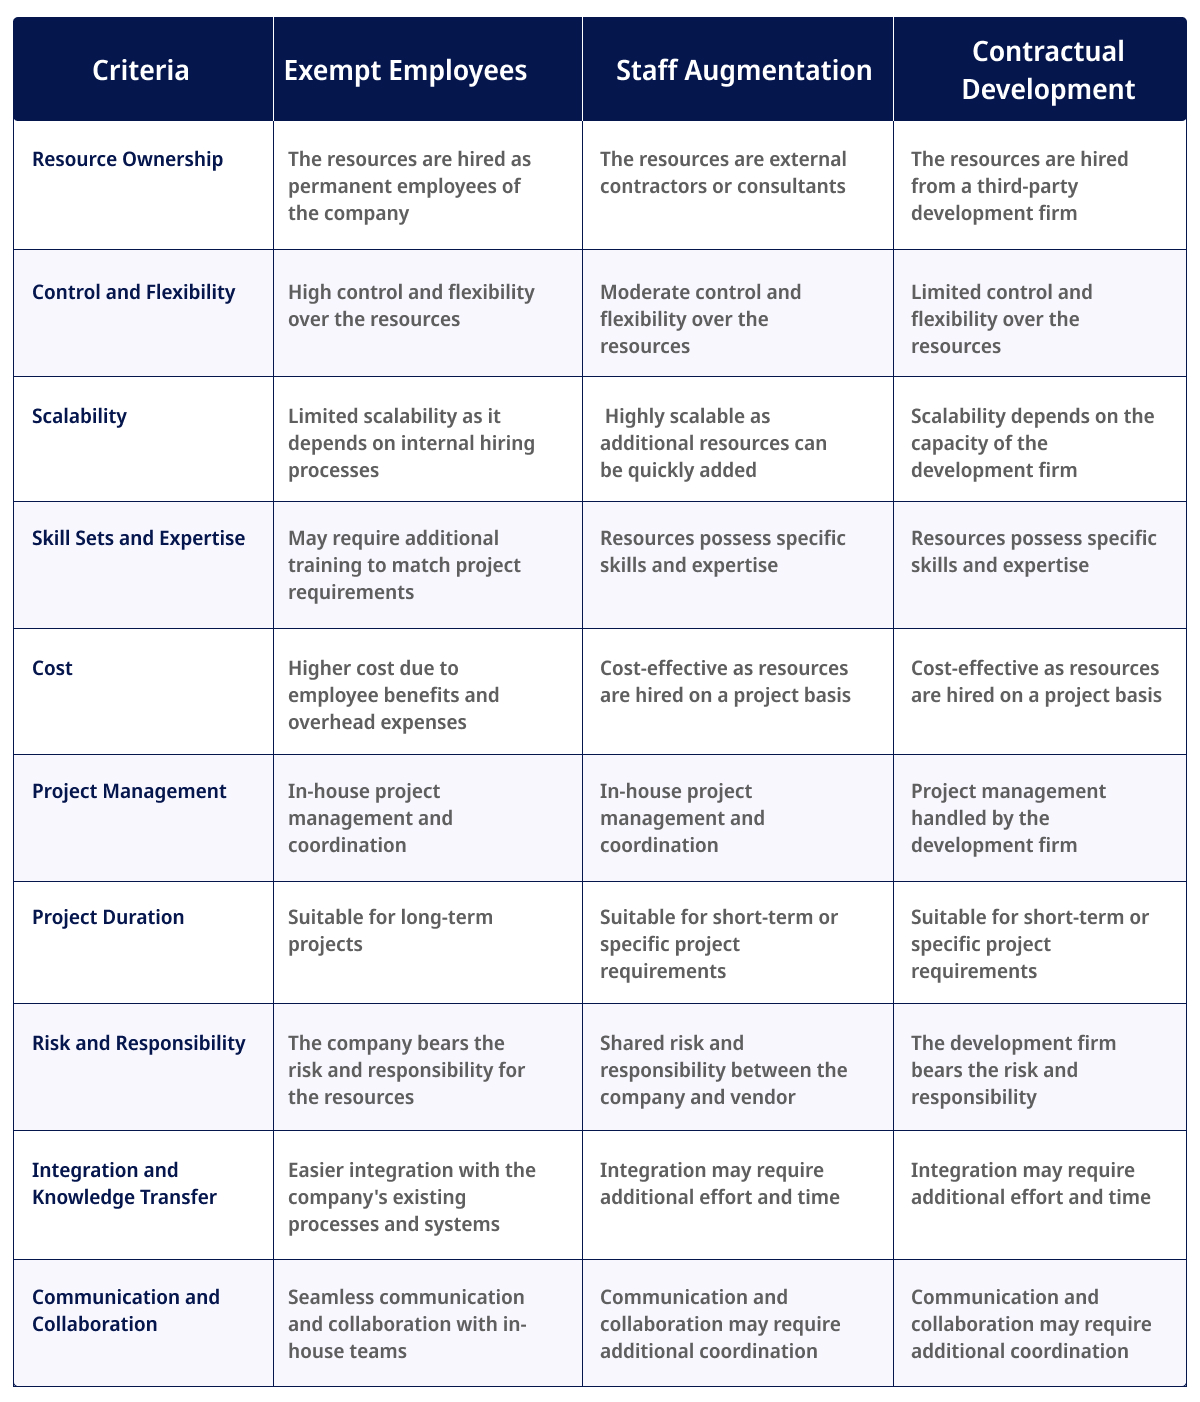 Criteria
Exempt Employees
Staff Augmentation
Contractual
Development
Resource Ownership
The resources are hired as
permanent employees of
the company
The resources are external
contractors or consultants
The resources are hired
from a third-party
development firm
Control and Flexibility
High control and flexibility
over the resources
Moderate control and
flexibility over the
resources
Limited control and
flexibility over the
resources
Scalability
Limited scalability as it
depends on internal hiring
processes
Highly scalable as
additional resources can
be quickly added
Scalability depends on the
capacity of the
development firm
Skill Sets and Expertise
May require additional
training to match project
requirements
Resources possess specific
skills and expertise
Resources possess specific
skills and expertise
Cost
Higher cost due to
employee benefits and
overhead expenses
Cost-effective as resources
are hired on a project basis
Cost-effective as resources
are hired on a project basis
Project Management
In-house project
management and
coordination
In-house project
management and
coordination
Project management
handled by the
development firm
Project Duration
Suitable for long-term
projects
Suitable for short-term or
specific project
requirements
Suitable for short-term or
specific project
requirements
Risk and Responsibility
The company bears the
risk and responsibility for
the resources
Shared risk and
responsibility between the
company and vendor
The development firm
bears the risk and
responsibility
Integration and
Knowledge Transfer
Easier integration with the
company's existing
processes and systems
Integration may require
additional effort and time
Integration may require
additional effort and time
Communication and
Collaboration
Seamless communication
and collaboration with in-
house teams
Communication and
collaboration may require
additional coordination
Communication and
collaboration may require
additional coordination